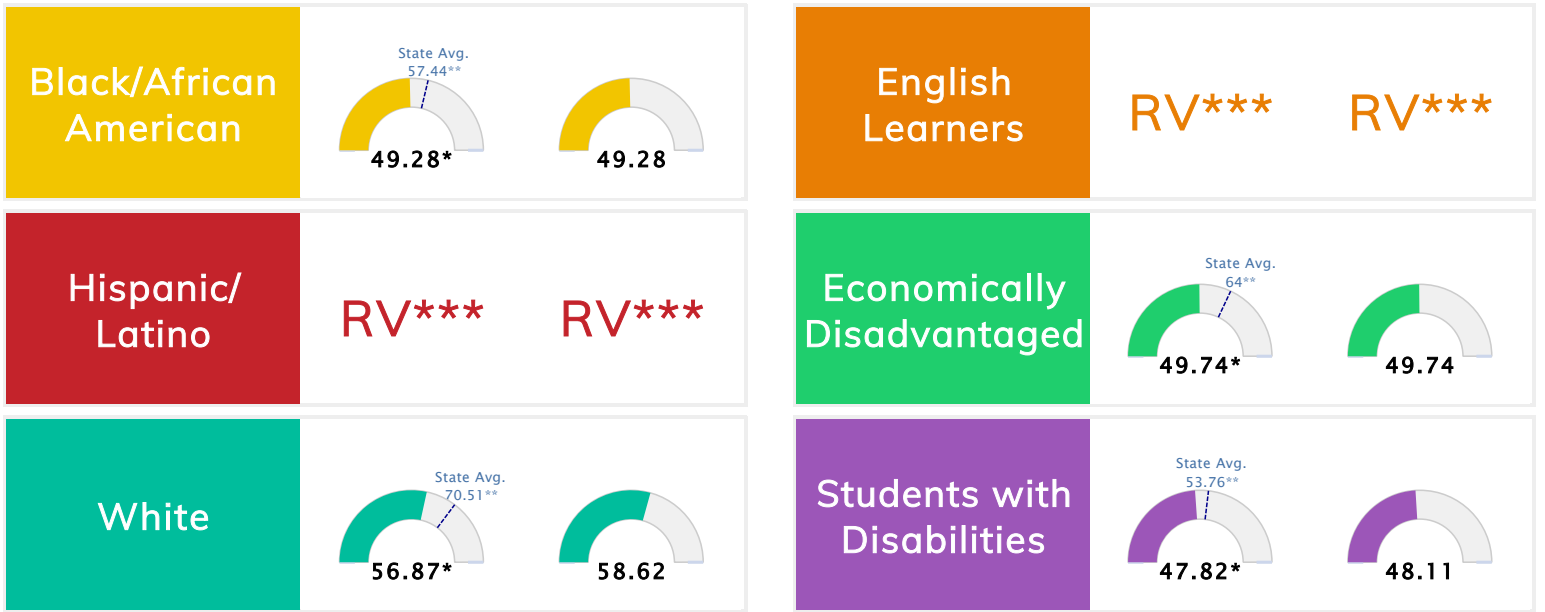 Black/African
American
State Avg.
57.44**
49.28*
49.28
English
Learners
RV***
RV***
Hispanic/
Latino
RV***
RV***
Economically
Disadvantaged
State Avg.
64**
49.74*
49.74
White
State Avg.
70.51**
56.87*
58.62
Students with
Disabilities
State Avg.
53.76**
47.82*
48.11